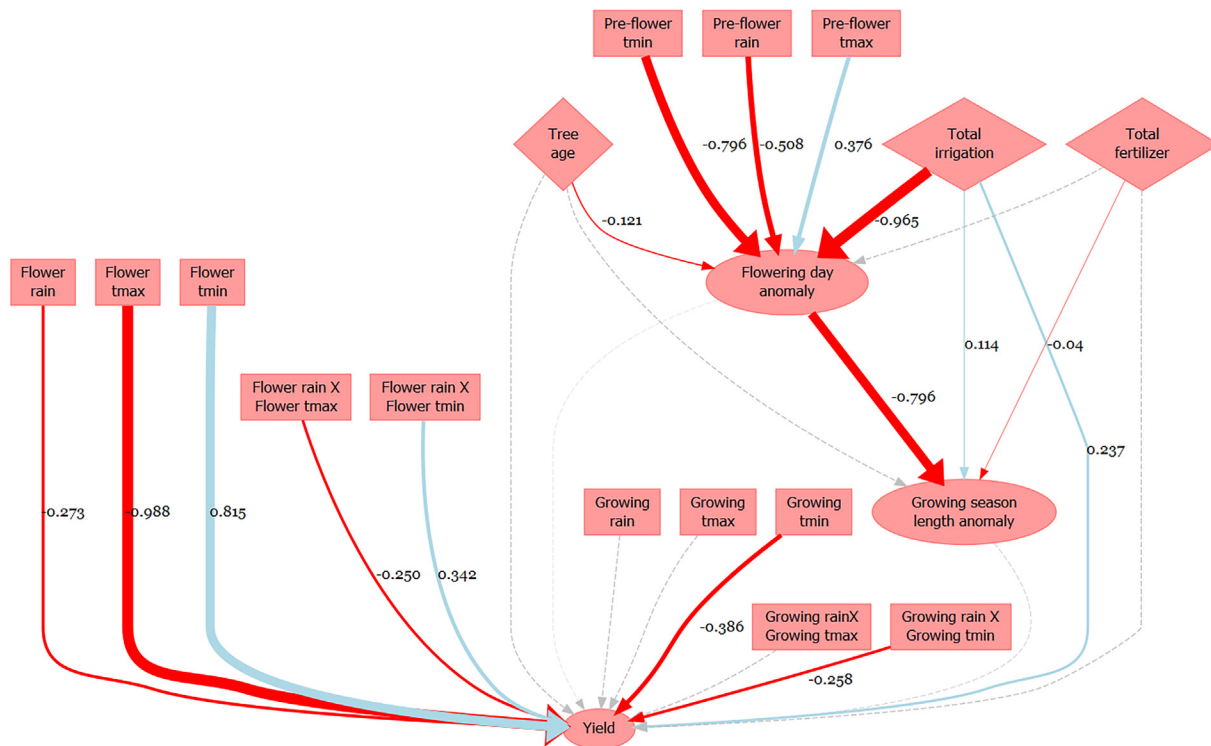 Pre-flower
tmin
Pre-flower
rain
Pre-flower
tmax
Tree
age
Total
irrigation
Total
fertilizer
-0.796
-0.508
0.376
-0.965
-0.121
Flowering day
anomaly
Flower
rain
Flower
tmax
Flower
tmin
0.114
-0.04
Flower rain X
Flower tmax
Flower rain X
Flower tmin
-0.796
0.237
Growing season
length anomaly
-0.273
-0.988
0.815
Growing
rain
Growing
tmax
Growing
tmin
-0.250
0.342
-0.386
Growing rainX
Growing tmax
Growing rain X
Growing tmin
-0.258
Yield